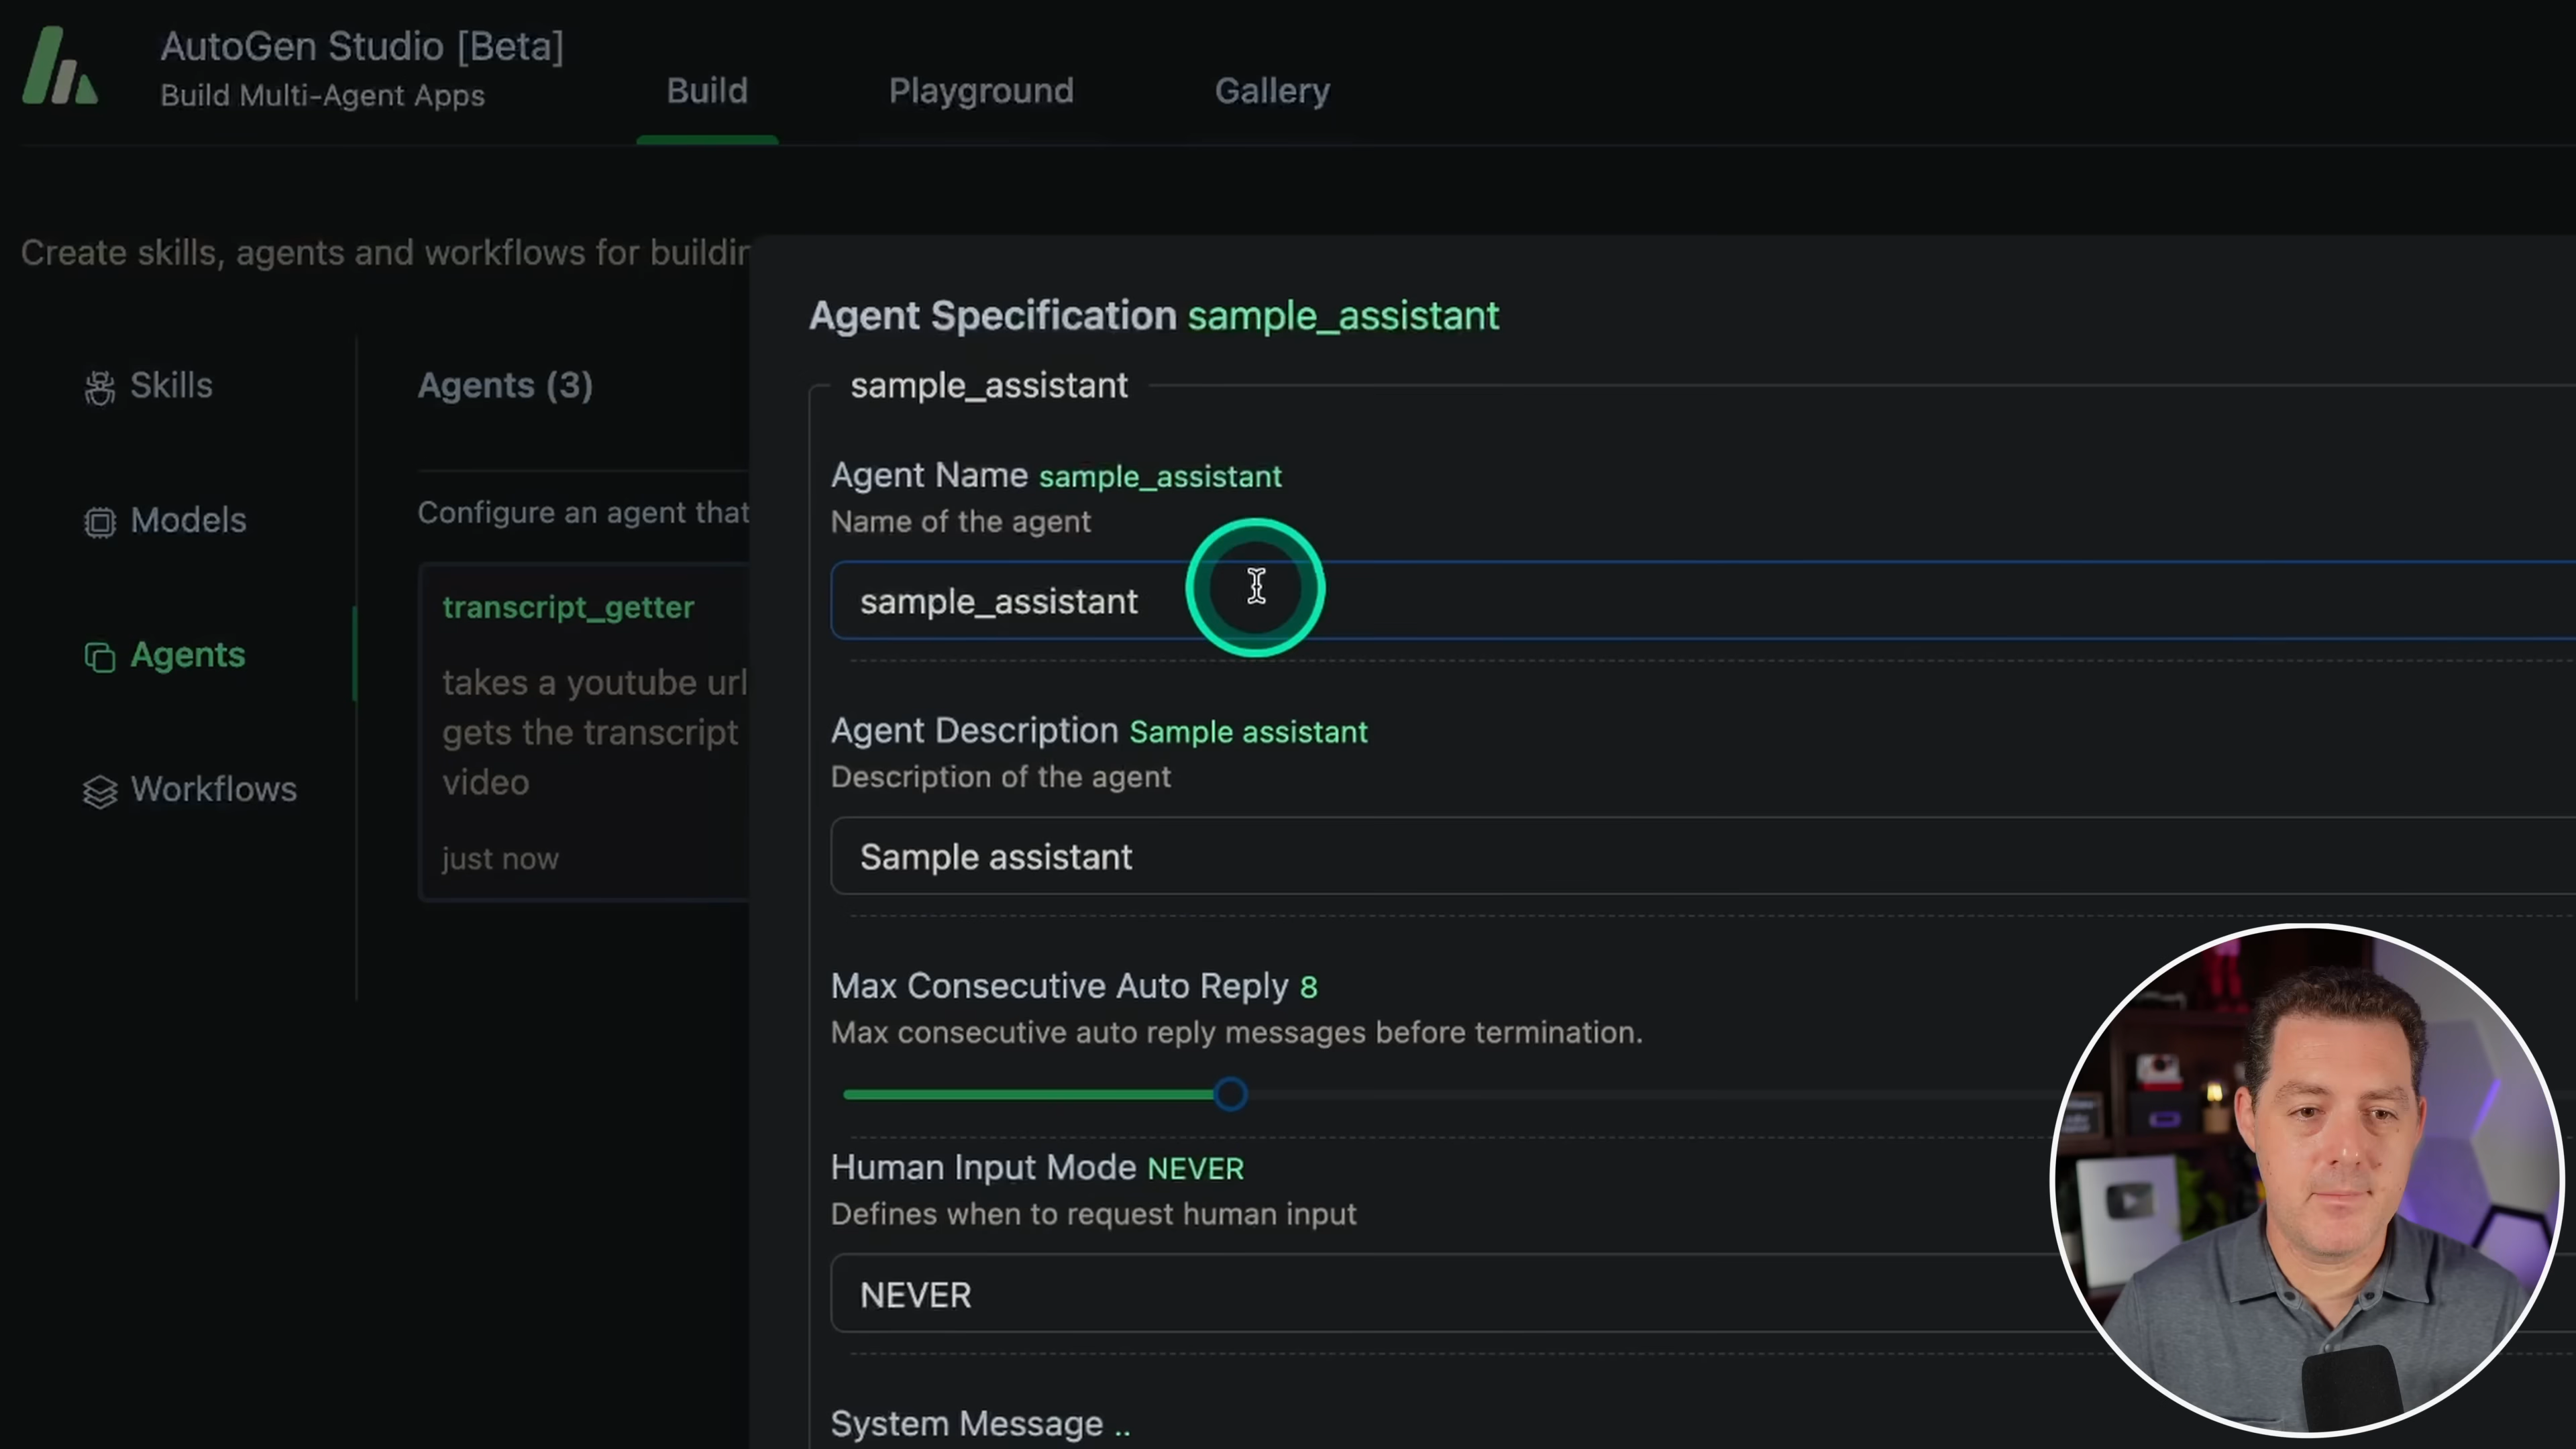 AutoGen Studio [Beta]
Build Multi-Agent Apps
Build
Playground
Gallery
Create skills, agents and workflows for buildin
Skills
Models
Agents
Workflows
Agents (3)
Configure an agent that
transcript_getter
takes a youtube url
gets the transcript
video
just now
Agent Specification sample_assistant
sample_assistant
Agent Name sample_assistant
Name of the agent
sample_assistant
Agent Description Sample assistant
Description of the agent
Sample assistant
Max Consecutive Auto Reply 8
Max consecutive auto reply messages before termination.
Human Input Mode NEVER
Defines when to request human input
NEVER
System Message ..